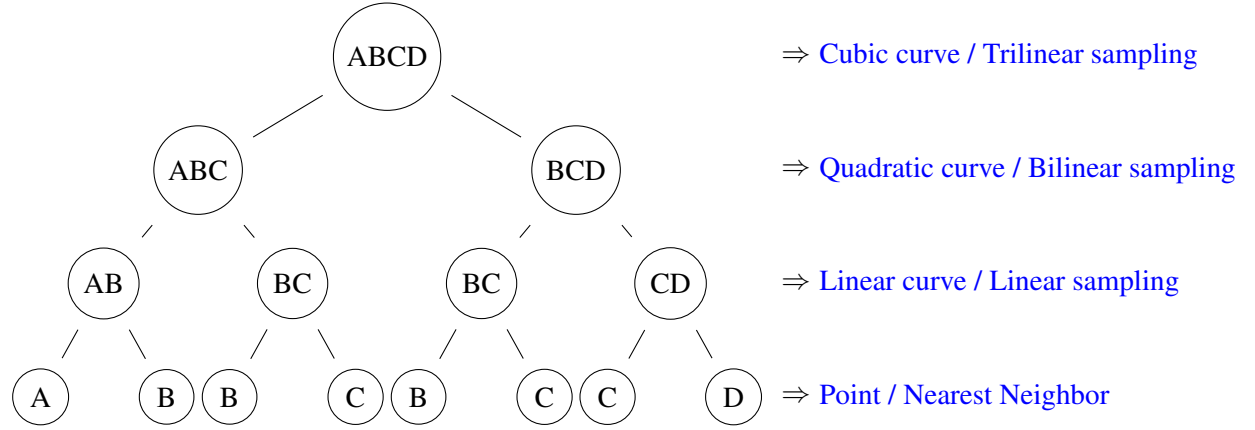 ABCD ⇒ Cubic curve / Trilinear sampling
ABC BCD ⇒ Quadratic curve / Bilinear sampling
AB BC BC CD ⇒ Linear curve / Linear sampling
A B B C B C C D ⇒ Point / Nearest Neighbor